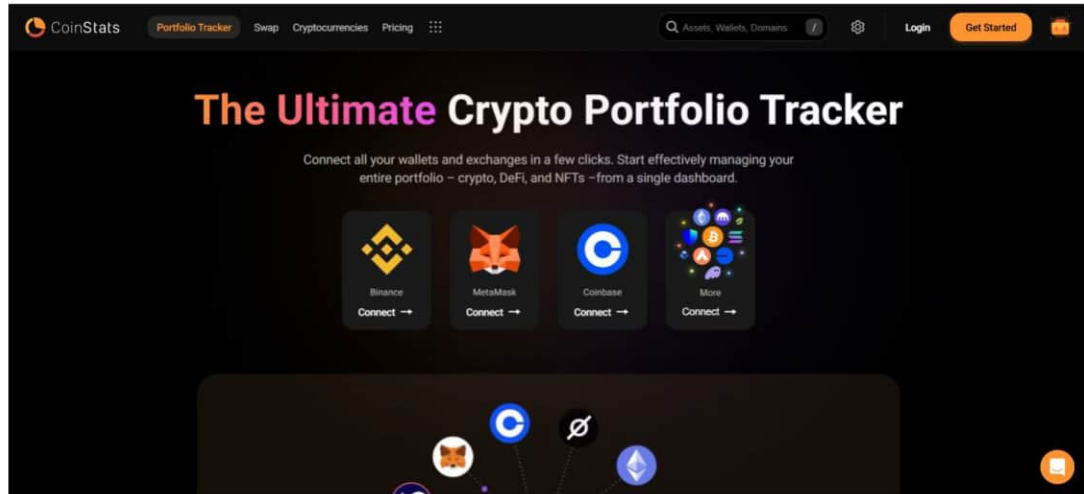 CoinStats
Portfolio Tracker
Swap
Cryptocurrencies
Pricing
Assets, Wallets, Domains
/
Login
Get Started
The Ultimate Crypto Portfolio Tracker
Connect all your wallets and exchanges in a few clicks. Start effectively managing your
entire portfolio – crypto, DeFi, and NFTs –from a single dashboard.
Binance
Connect →
MetaMask
Connect →
Coinbase
Connect →
More
Connect →